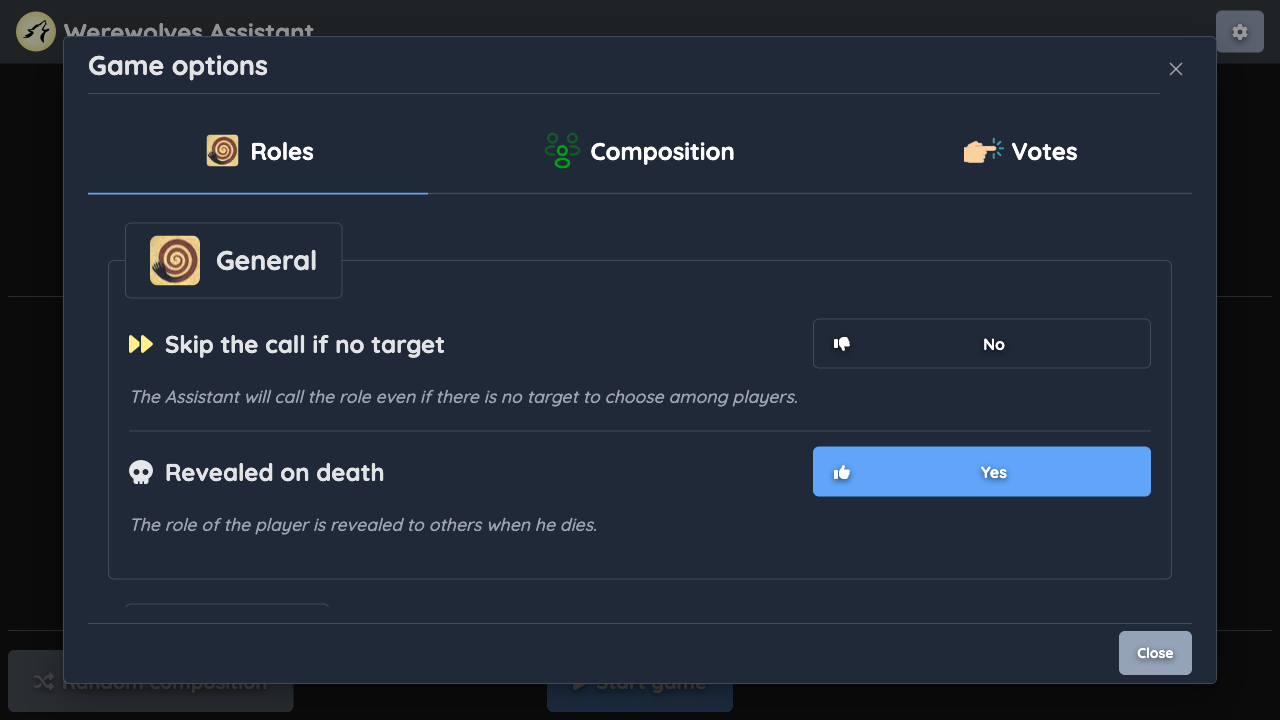 Werewolves Assistant
Game options
Roles
Composition
Votes
General
Skip the call if no target
No
The Assistant will call the role even if there is no target to choose among players.
Revealed on death
Yes
The role of the player is revealed to others when he dies.
Close
Random Composition
Start game